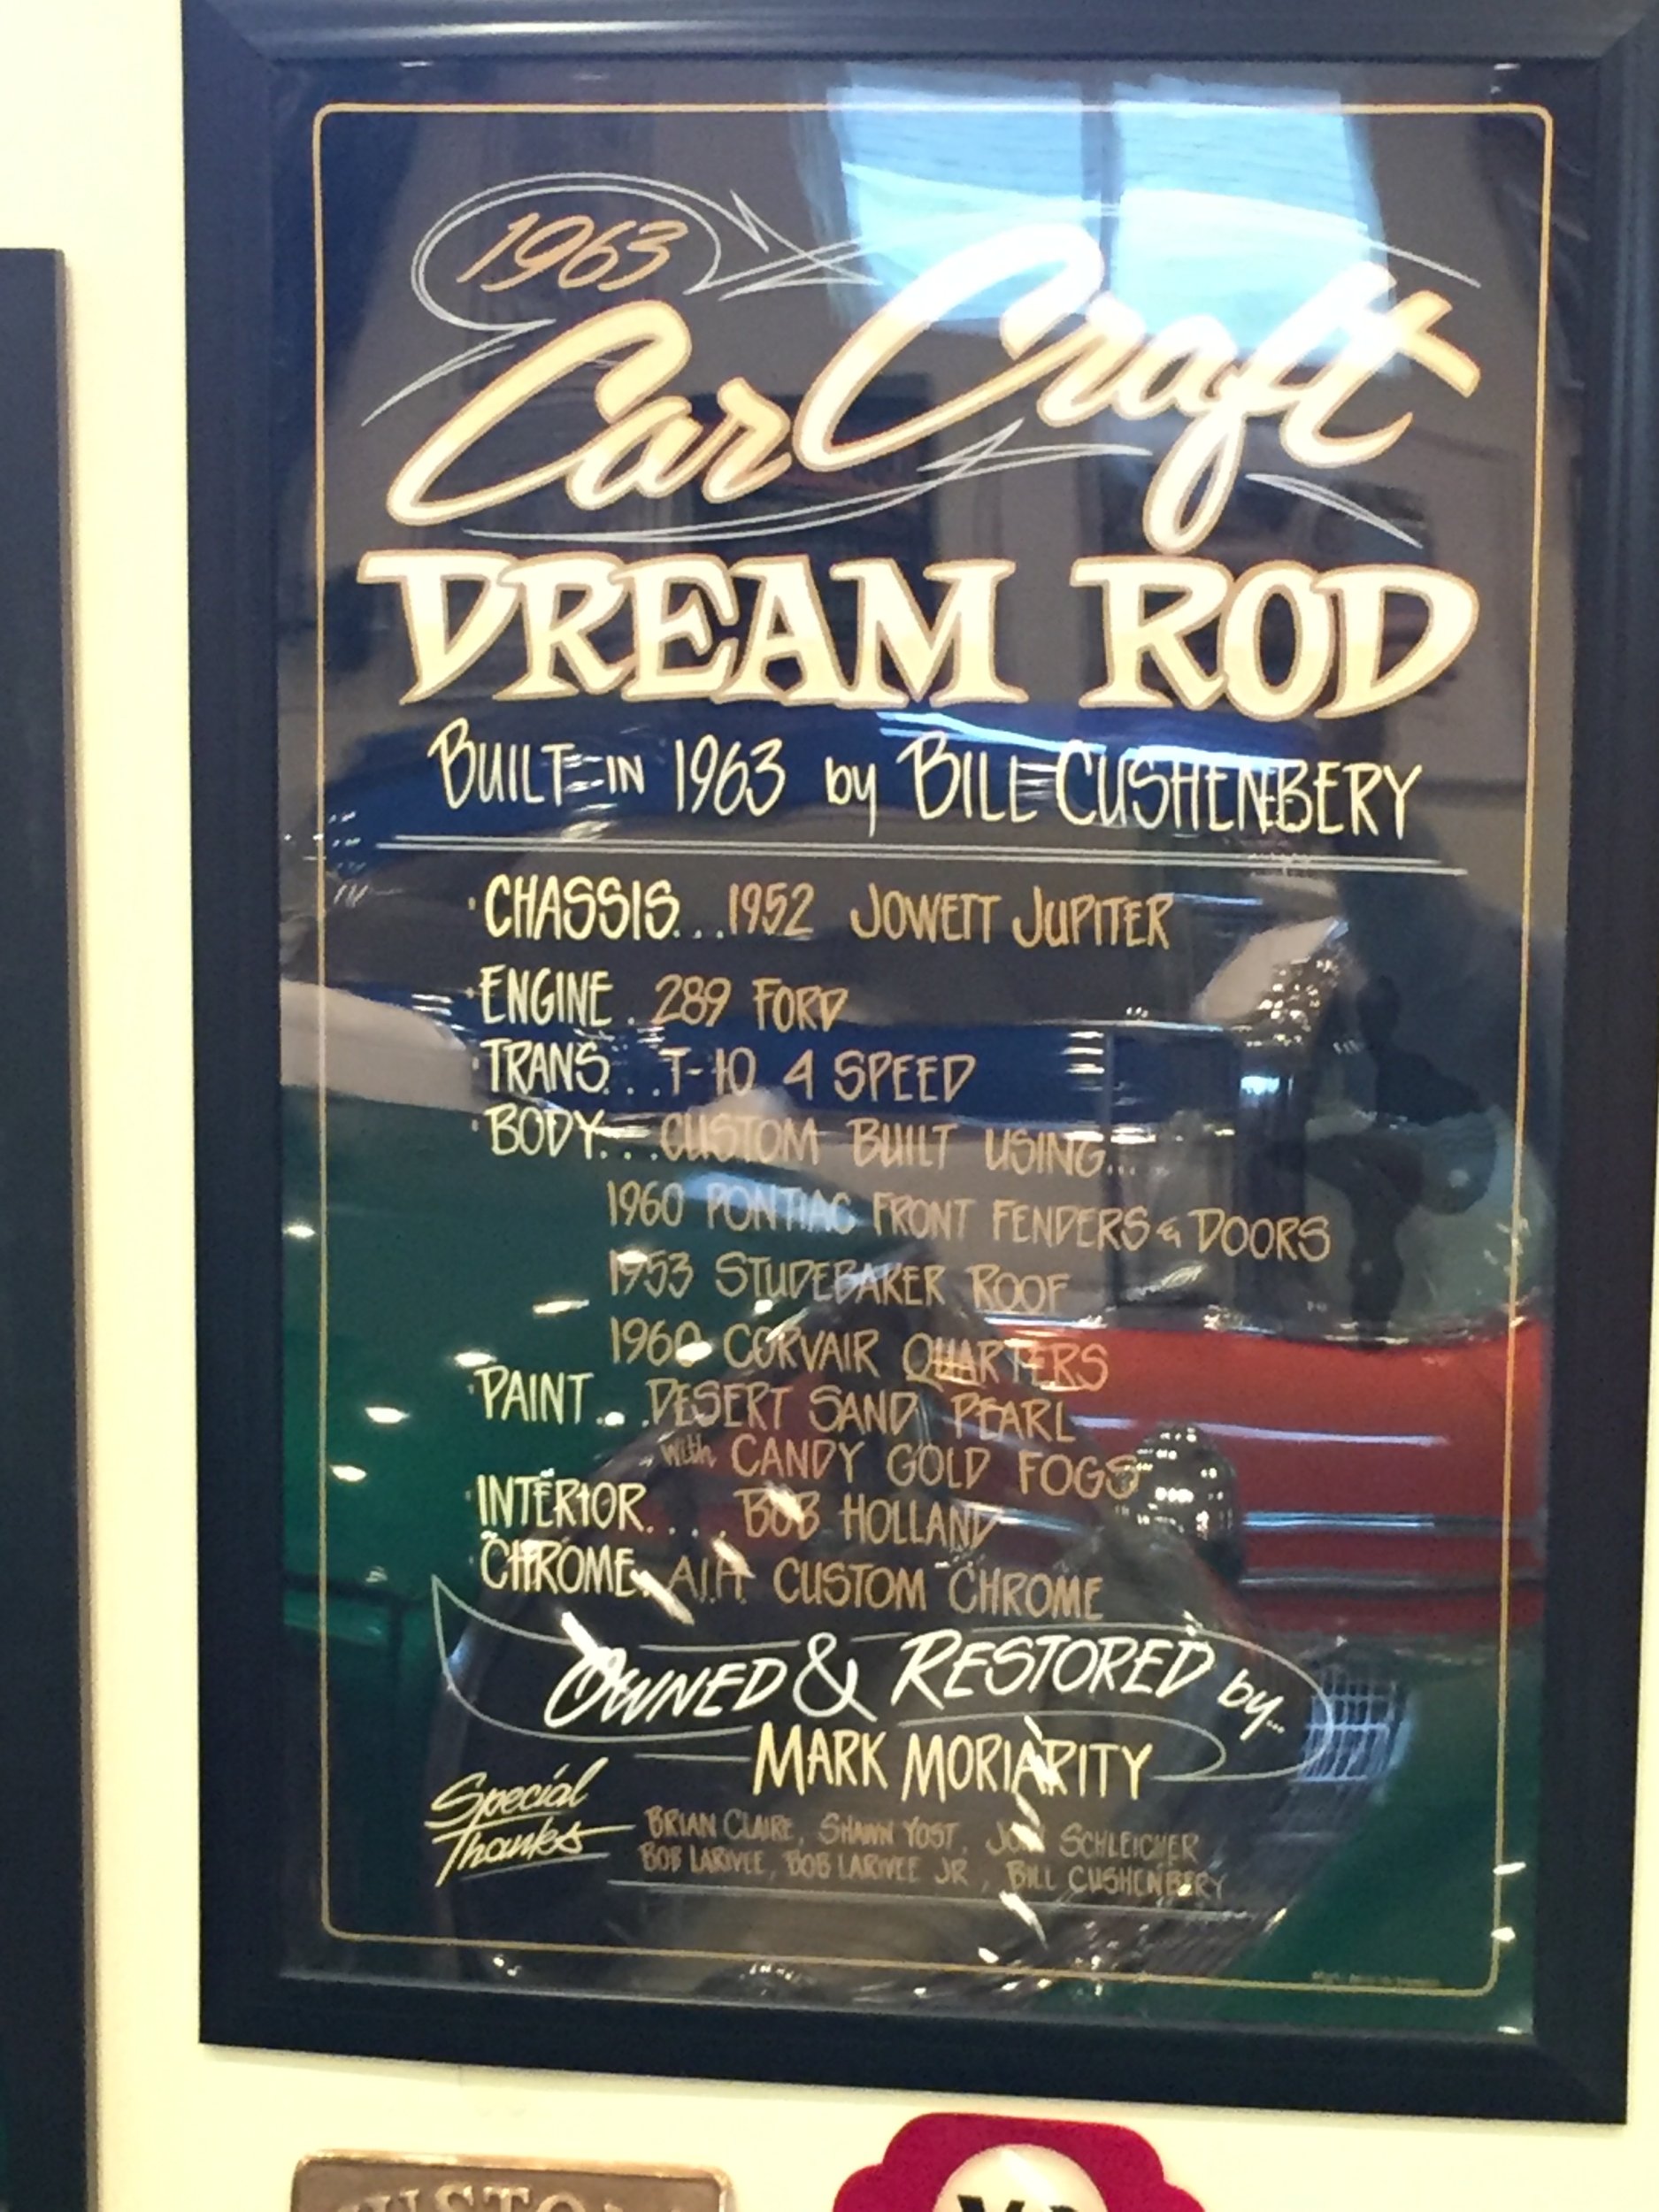 1963
Car Craft
DREAM ROD
BUILT IN 1963 by BILL CUSHENBERY
· CHASSIS...1952 JOWETT JUPITER
· ENGINE . 289 FORD
· TRANS...T-10 4 SPEED
· BODY...CUSTOM BUILT USING...
1960 PONTIAC FRONT FENDERS & DOORS
1953 STUDEBAKER ROOF
1960 CORVAIR QUARTERS
· PAINT... .DESERT SAND PEARL
with CANDY GOLD FOGS
· INTERIOR.... BOB HOLLAND
· CHROME.. A.I.H. CUSTOM CHROME
OWNED & RESTORED by...
MARK MORIARITY
Special
Thanks
BRIAN CLAIRE, SHAWN YOST, SCHLEICHER
BOB LARIVEE, BOB LARIVEE JR, BILL CUSHENBERY
CUSTOM